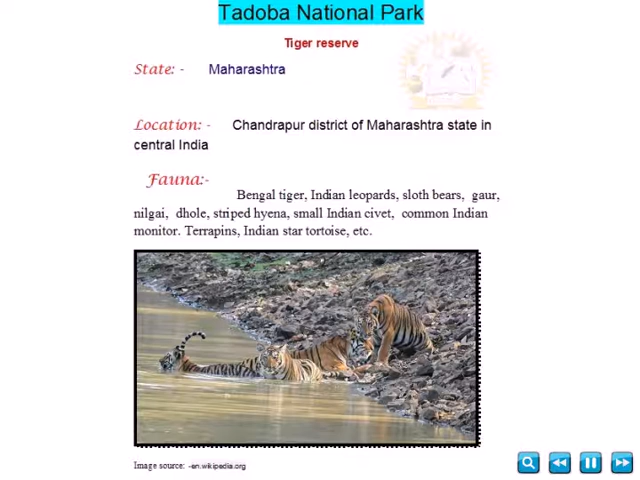 Tadoba National Park
Tiger reserve
State: - Maharashtra
Location: - Chandrapur district of Maharashtra state in
central India
Fauna:-
Bengal tiger, Indian leopards, sloth bears, gaur,
nilgai, dhole, striped hyena, small Indian civet, common Indian
monitor. Terrapins, Indian star tortoise, etc.
Image source: -en.wikipedia.org